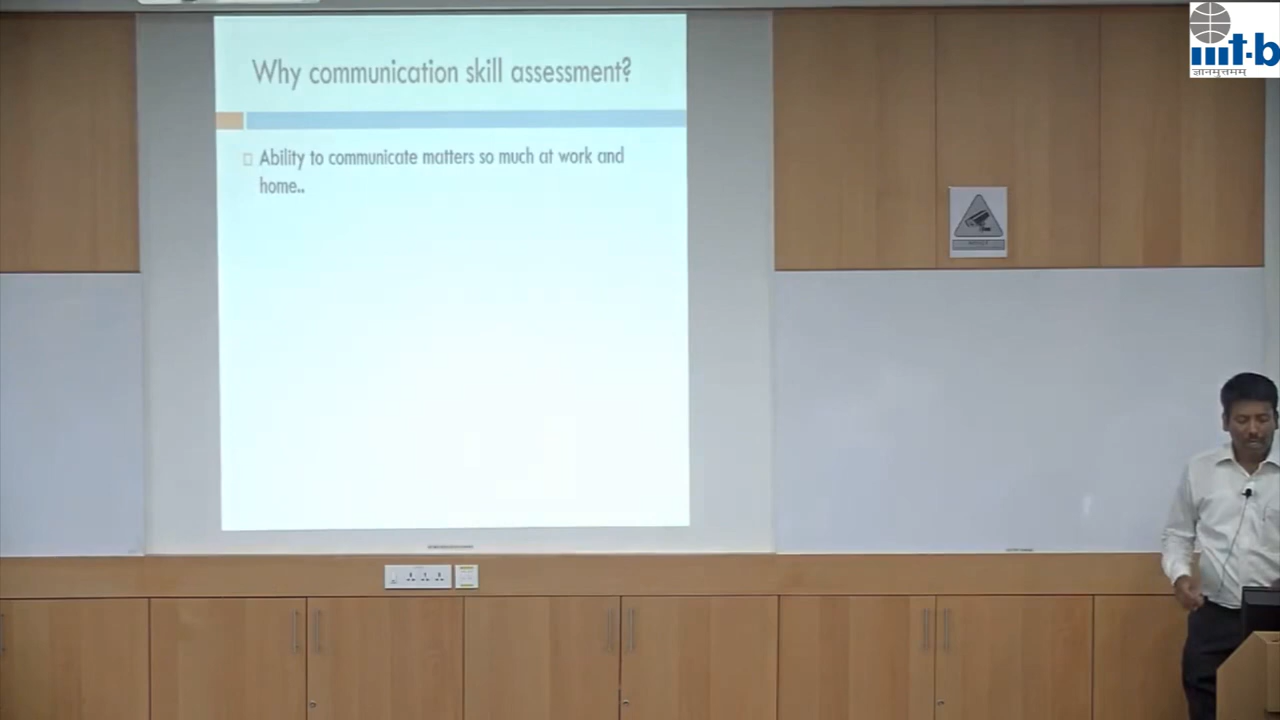 Why communication skill assessment?
Ability to communicate matters so much at work and
home..
iiit-b
ज्ञानमुत्तमम्